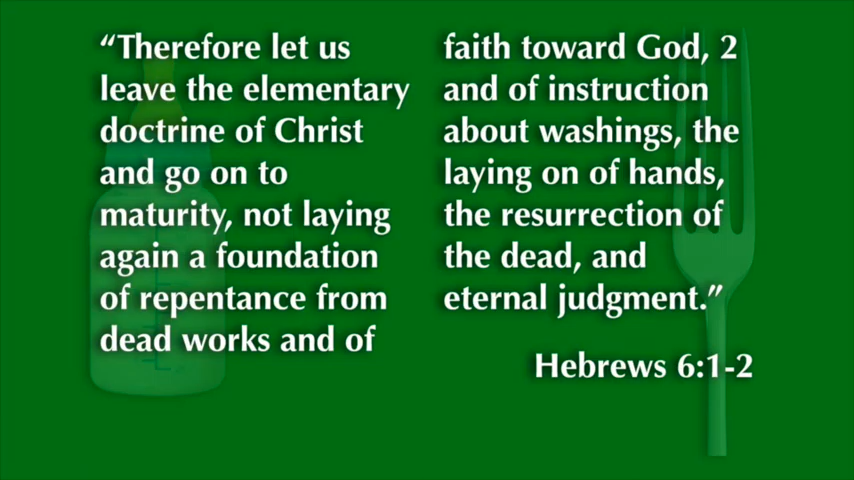 “Therefore let us
leave the elementary
doctrine of Christ
and go on to
maturity, not laying
again a foundation
of repentance from
dead works and of
faith toward God, 2
and of instruction
about washings, the
laying on of hands,
the resurrection of
the dead, and
eternal judgment.”
Hebrews 6:1-2